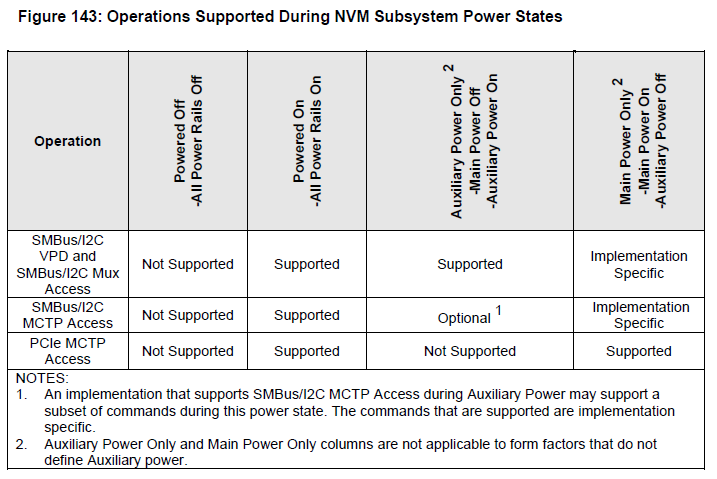 Figure 143: Operations Supported During NVM Subsystem Power States
Operation
Powered Off
-All Power Rails Off
Powered On
-All Power Rails On
Auxiliary Power Only 2
-Main Power Off
-Auxiliary Power On
Main Power Only 2
-Main Power On
-Auxiliary Power Off
SMBus/I2C
VPD and
SMBus/I2C Mux
Access
Not Supported
Supported
Supported
Implementation
Specific
SMBus/I2C
MCTP Access
Not Supported
Supported
Optional 1
Implementation
Specific
PCIe MCTP
Access
Not Supported
Supported
Not Supported
Supported
NOTES:
1. An implementation that supports SMBus/I2C MCTP Access during Auxiliary Power may support a
subset of commands during this power state. The commands that are supported are implementation
specific.
2. Auxiliary Power Only and Main Power Only columns are not applicable to form factors that do not
define Auxiliary power.